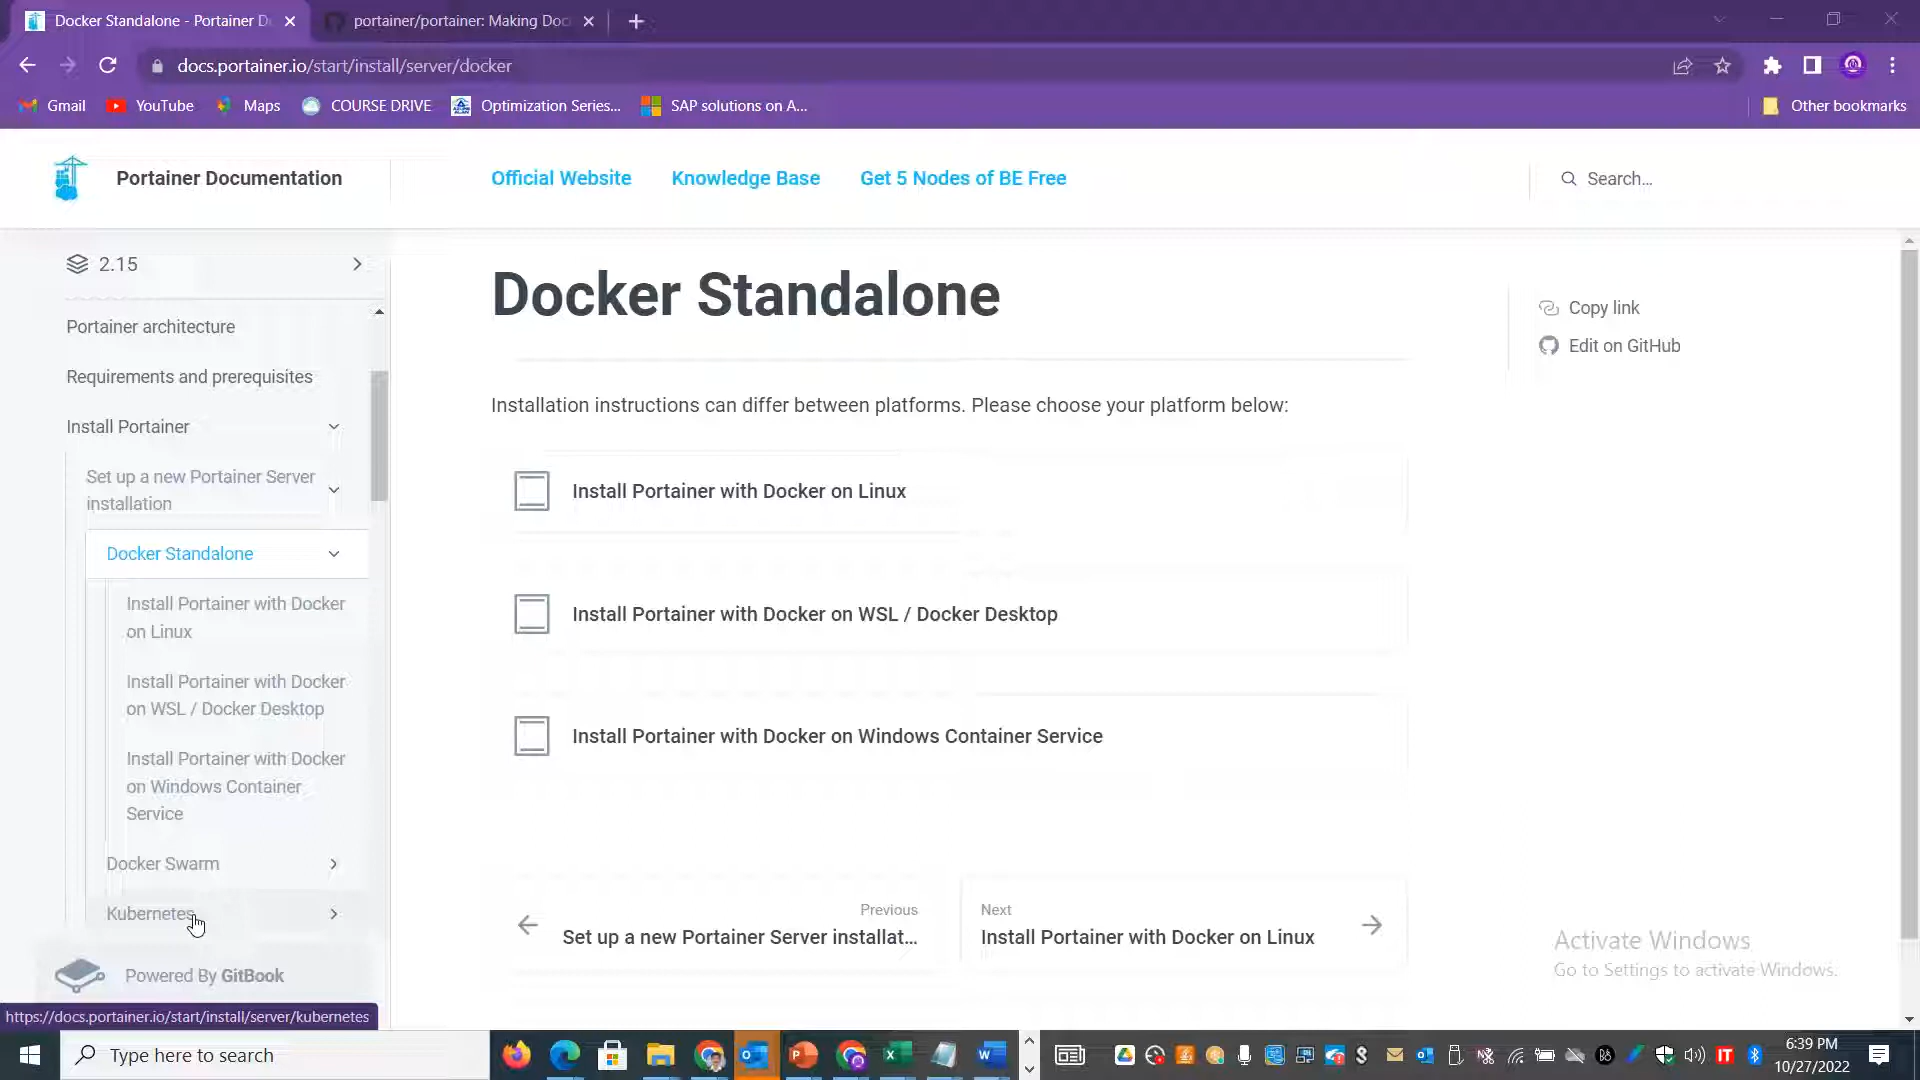 Docker Standalone - Portainer D
portainer/portainer: Making Doc
docs.portainer.io/start/install/server/docker
Gmail
YouTube
Maps
COURSE DRIVE
Optimization Series...
SAP solutions on A...
Other bookmarks
Portainer Documentation
Official Website
Knowledge Base
Get 5 Nodes of BE Free
Search...
2.15
Portainer architecture
Requirements and prerequisites
Install Portainer
Set up a new Portainer Server
installation
Docker Standalone
Install Portainer with Docker
on Linux
Install Portainer with Docker
on WSL / Docker Desktop
Install Portainer with Docker
on Windows Container
Service
Docker Swarm
Kubernetes
Powered By GitBook
https://docs.portainer.io/start/install/server/kubernetes
Docker Standalone
Installation instructions can differ between platforms. Please choose your platform below:
Install Portainer with Docker on Linux
Install Portainer with Docker on WSL / Docker Desktop
Install Portainer with Docker on Windows Container Service
Previous
Set up a new Portainer Server installat...
Next
Install Portainer with Docker on Linux
Copy link
Edit on GitHub
Activate Windows
Go to Settings to activate Windows.
Type here to search
IT
6:39 PM
10/27/2022